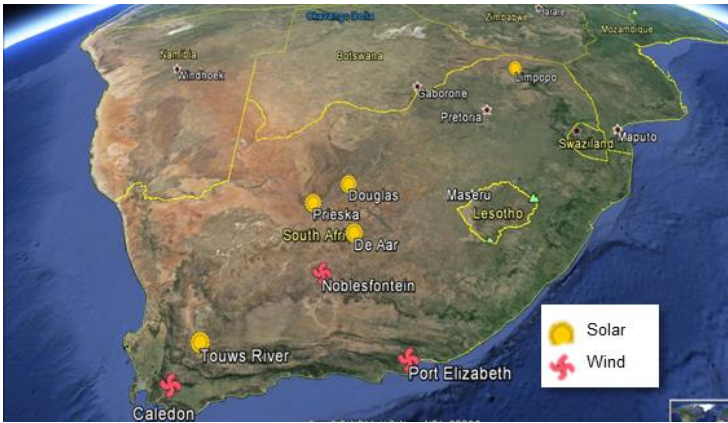 Okavango Delta
Zimbabwe
Harare
Mozambique
Namibia
Windhoek
Botswana
Limpopo
Gaborone
Pretoria
Swaziland
Maputo
Douglas
Prieska
Maseru
Lesotho
South Afri
De Aar
Noblesfontein
Solar
Wind
Touws River
Port Elizabeth
Caledon